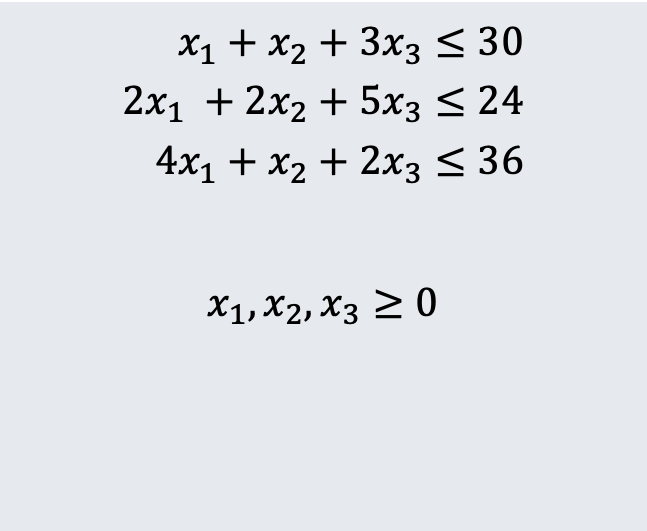 x₁ + x₂ + 3x₃ ≤ 30
2x₁ + 2x₂ + 5x₃ ≤ 24
4x₁ + x₂ + 2x₃ ≤ 36
x₁, x₂, x₃ ≥ 0